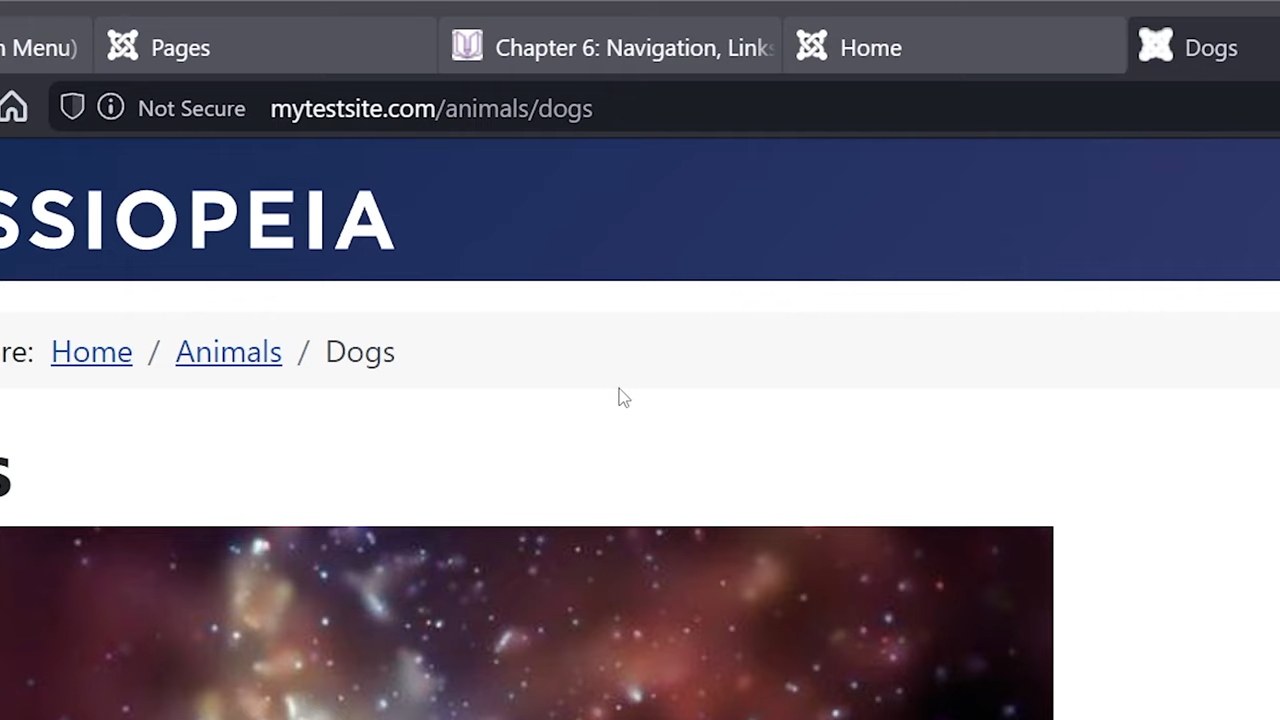 n Menu) Pages Chapter 6: Navigation, Links Home Dogs
Not Secure mytestsite.com/animals/dogs
SSIOPEIA
re: Home / Animals / Dogs
s